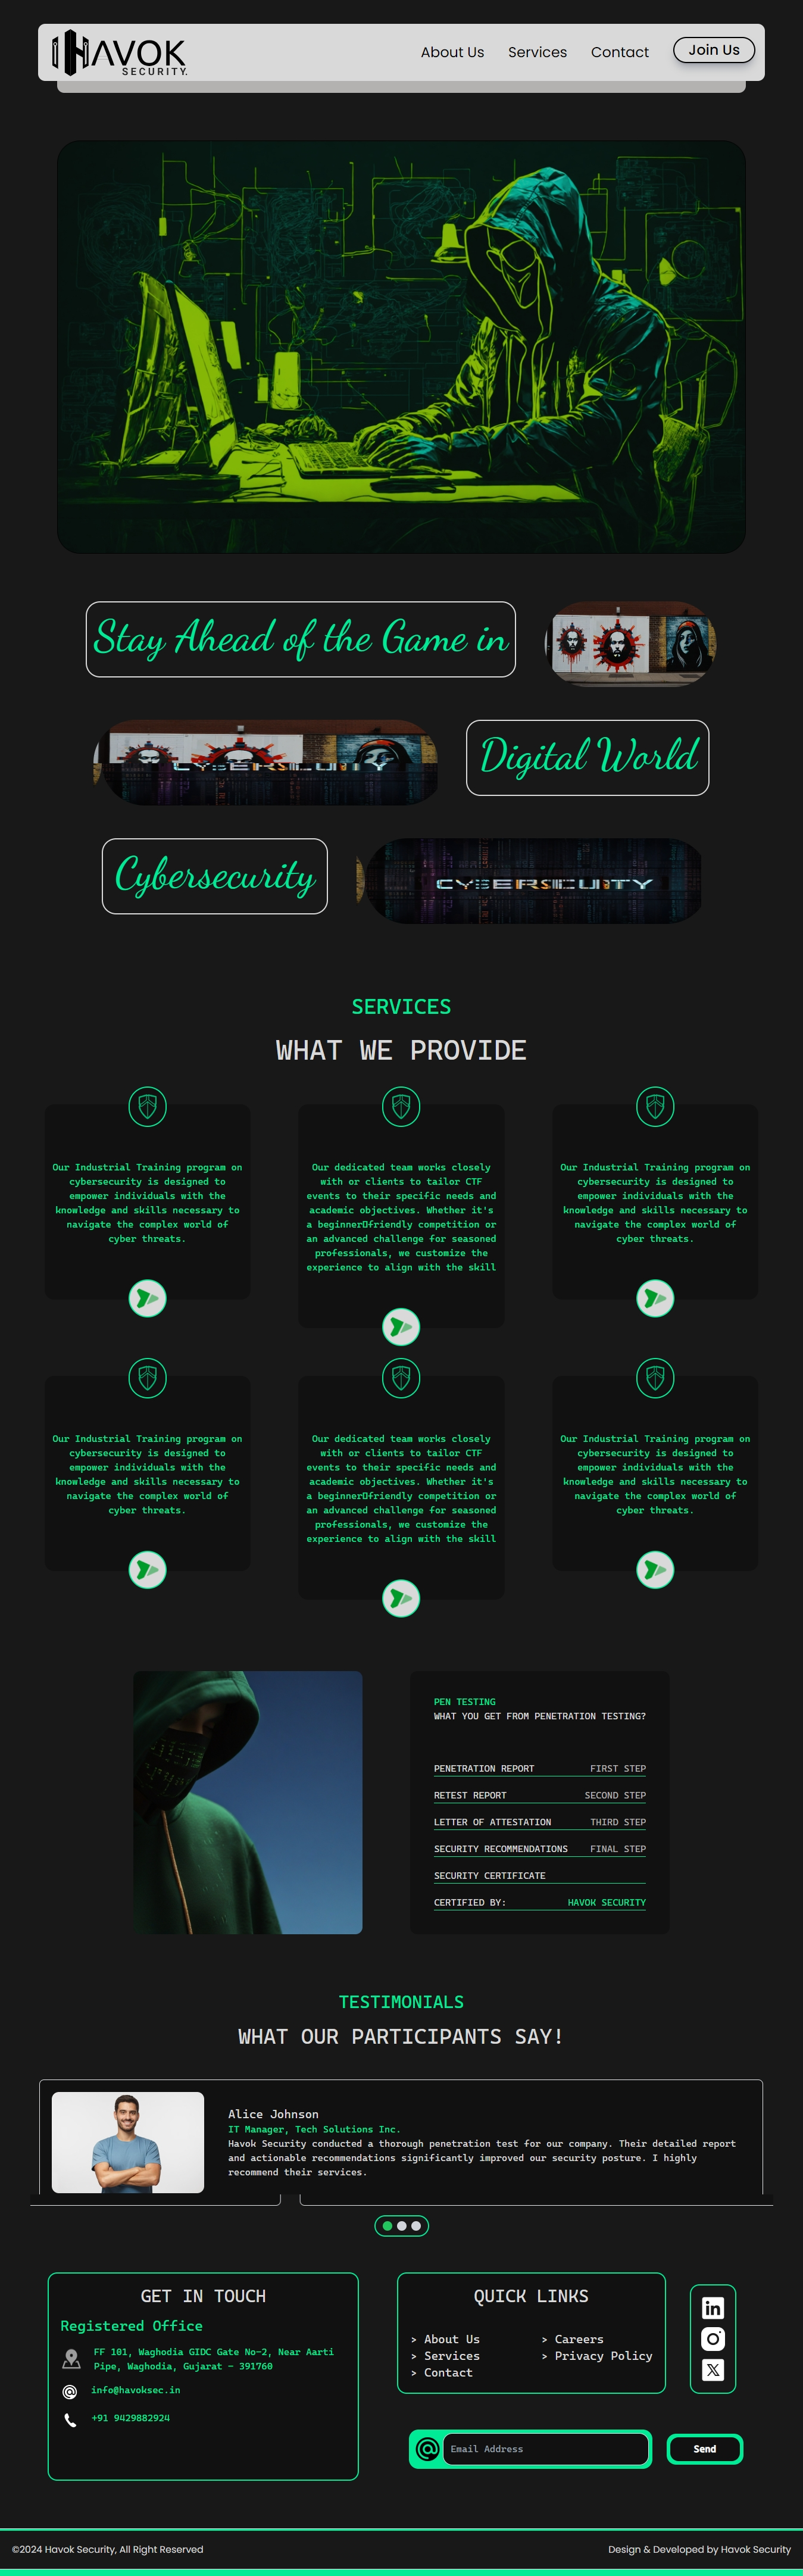 HAVOK
SECURITY.
About Us Services Contact Join Us
Stay Ahead of the Game in
CYBERSECURITY
Digital World
Cybersecurity
CYBERSECUITY
SERVICES
WHAT WE PROVIDE
Our Industrial Training program on
cybersecurity is designed to
empower individuals with the
knowledge and skills necessary to
navigate the complex world of
cyber threats.
Our dedicated team works closely
with or clients to tailor CTF
events to their specific needs and
academic objectives. Whether it's
a beginner▯friendly competition or
an advanced challenge for seasoned
professionals, we customize the
experience to align with the skill
Our Industrial Training program on
cybersecurity is designed to
empower individuals with the
knowledge and skills necessary to
navigate the complex world of
cyber threats.
Our Industrial Training program on
cybersecurity is designed to
empower individuals with the
knowledge and skills necessary to
navigate the complex world of
cyber threats.
Our dedicated team works closely
with or clients to tailor CTF
events to their specific needs and
academic objectives. Whether it's
a beginner▯friendly competition or
an advanced challenge for seasoned
professionals, we customize the
experience to align with the skill
Our Industrial Training program on
cybersecurity is designed to
empower individuals with the
knowledge and skills necessary to
navigate the complex world of
cyber threats.
PEN TESTING
WHAT YOU GET FROM PENETRATION TESTING?
PENETRATION REPORT FIRST STEP
RETEST REPORT SECOND STEP
LETTER OF ATTESTATION THIRD STEP
SECURITY RECOMMENDATIONS FINAL STEP
SECURITY CERTIFICATE
CERTIFIED BY: HAVOK SECURITY
TESTIMONIALS
WHAT OUR PARTICIPANTS SAY!
Alice Johnson
IT Manager, Tech Solutions Inc.
Havok Security conducted a thorough penetration test for our company. Their detailed report
and actionable recommendations significantly improved our security posture. I highly
recommend their services.
GET IN TOUCH
Registered Office
FF 101, Waghodia GIDC Gate No-2, Near Aarti
Pipe, Waghodia, Gujarat - 391760
info@havoksec.in
+91 9429882924
QUICK LINKS
> About Us
> Services
> Contact
> Careers
> Privacy Policy
in
X
@ Email Address
Send
©2024 Havok Security, All Right Reserved
Design & Developed by Havok Security